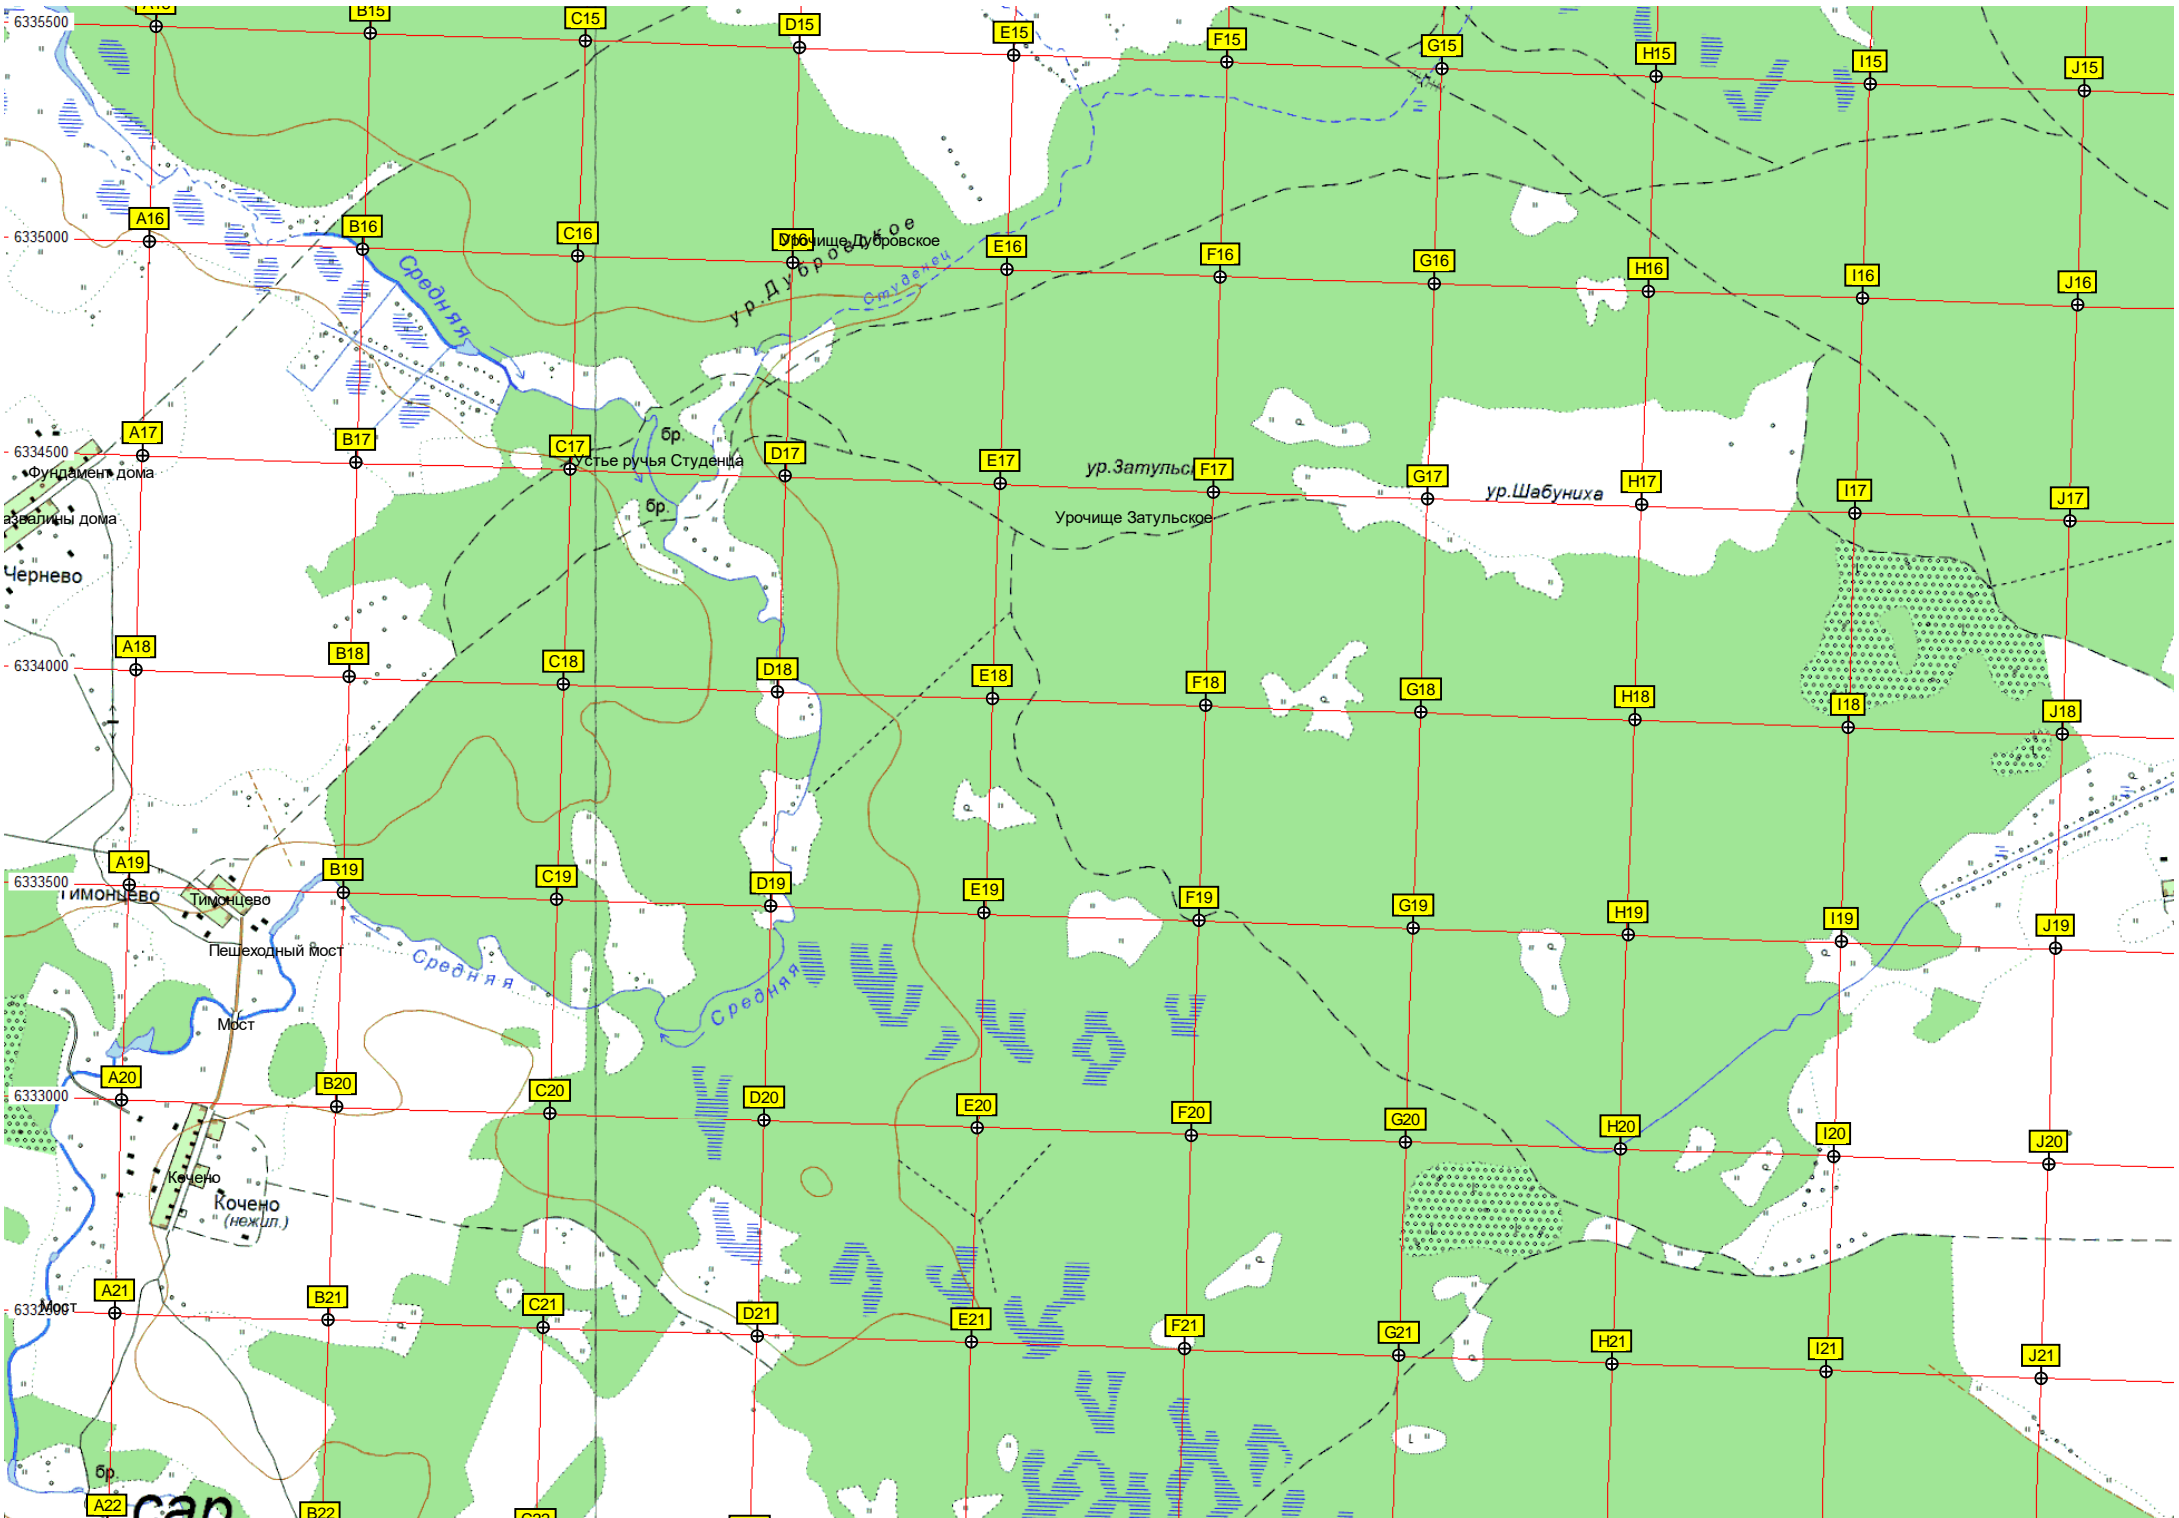 6335500
A15
B15
C15
D15
E15
F15
G15
H15
I15
J15
6335000
A16
B16
C16
D16
Урочище Дубровское
ур. Дубровское
E16
F16
G16
H16
I16
J16
Средняя
Студенец
6334500
A17
B17
C17
бр.
Устье ручья Студенца
D17
E17
F17
G17
ур.Шабуниха
H17
I17
J17
Фундамент дома
бр.
Урочище Затульское
Чернево
6334000
A18
B18
C18
D18
E18
F18
G18
H18
I18
J18
6333500
A19
B19
C19
D19
E19
F19
G19
H19
I19
J19
Тимонцево
Тимонцево
Пешеходный мост
Средняя
Средняя
Мост
6333000
A20
B20
C20
D20
E20
F20
G20
H20
I20
J20
Кочено
Кочено
(нежил.)
Мост
A21
B21
C21
D21
E21
F21
G21
H21
I21
J21
бр.
A22
B22
C22
сар